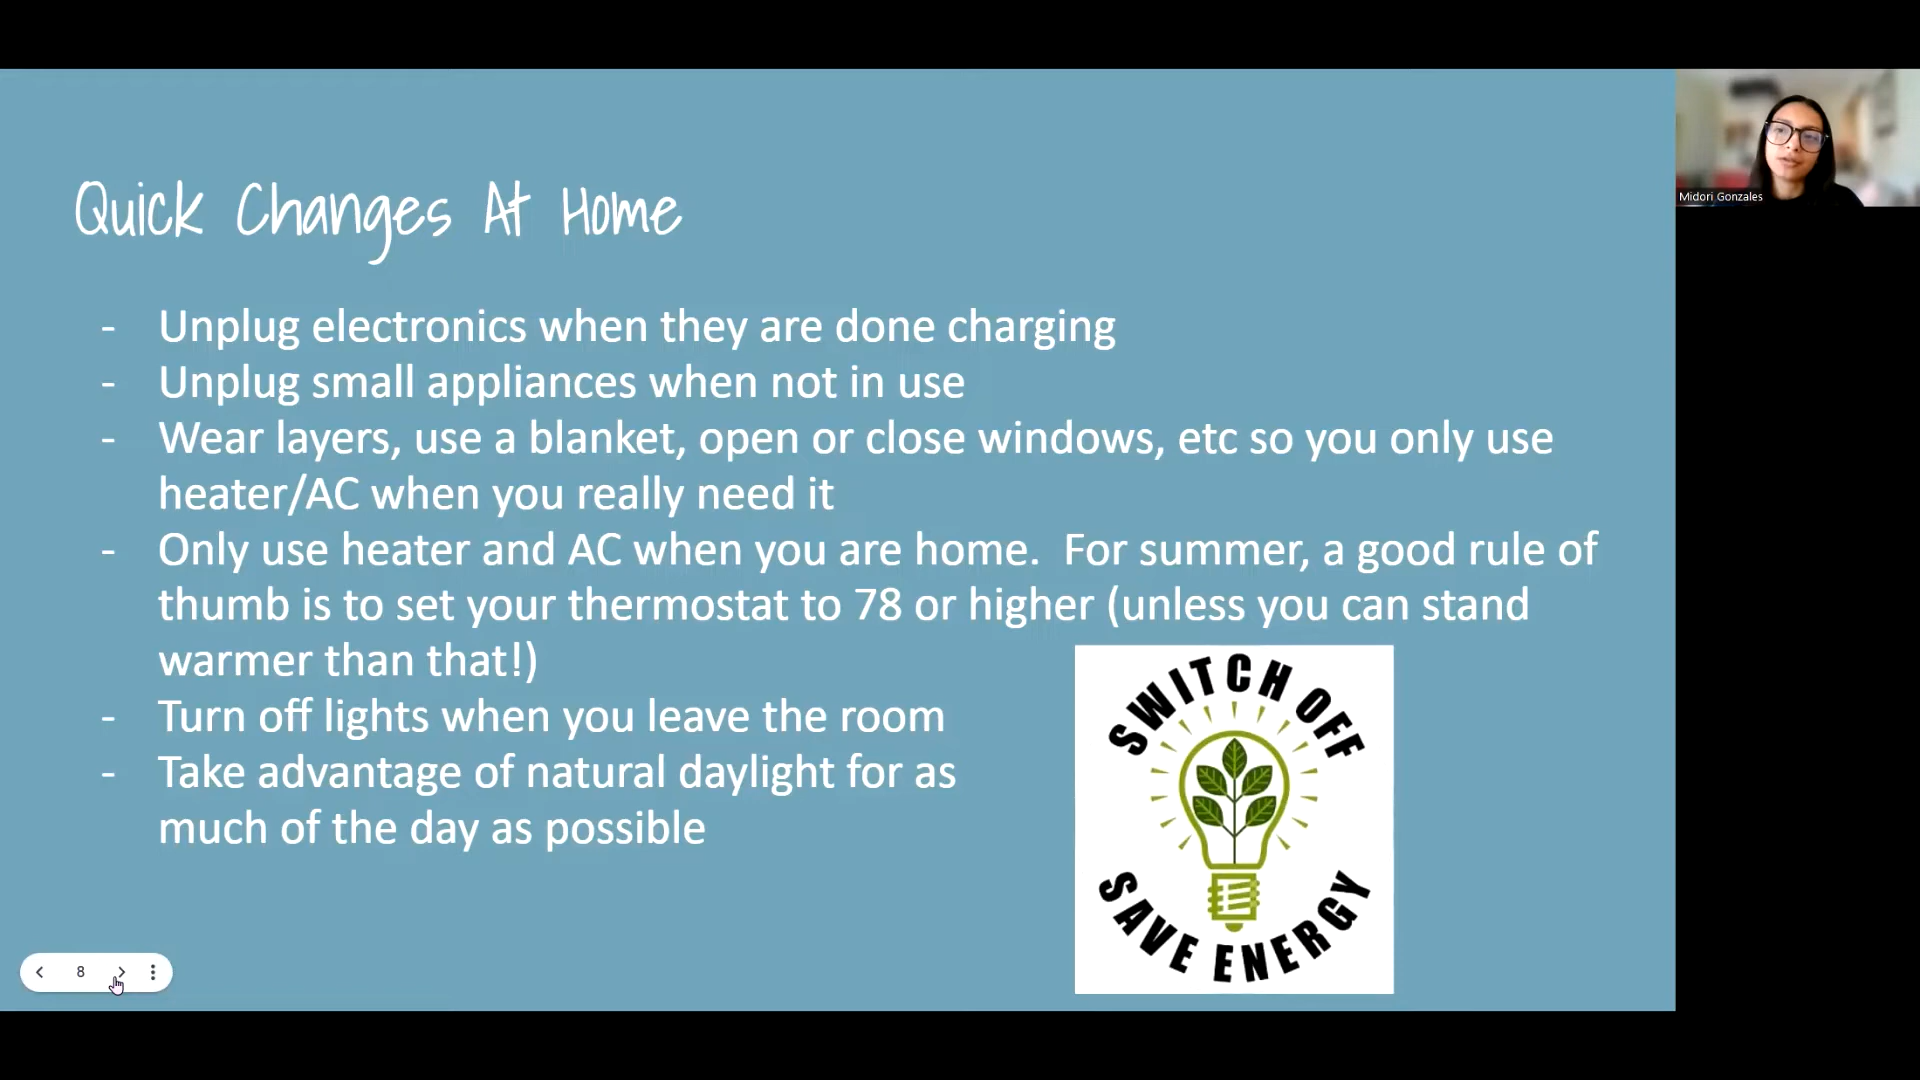 Quick Changes At Home
- Unplug electronics when they are done charging
- Unplug small appliances when not in use
- Wear layers, use a blanket, open or close windows, etc so you only use
heater/AC when you really need it
- Only use heater and AC when you are home.  For summer, a good rule of
thumb is to set your thermostat to 78 or higher (unless you can stand
warmer than that!)
- Turn off lights when you leave the room
- Take advantage of natural daylight for as
much of the day as possible
SWITCH OFF
SAVE ENERGY
8
Midori Gonzales